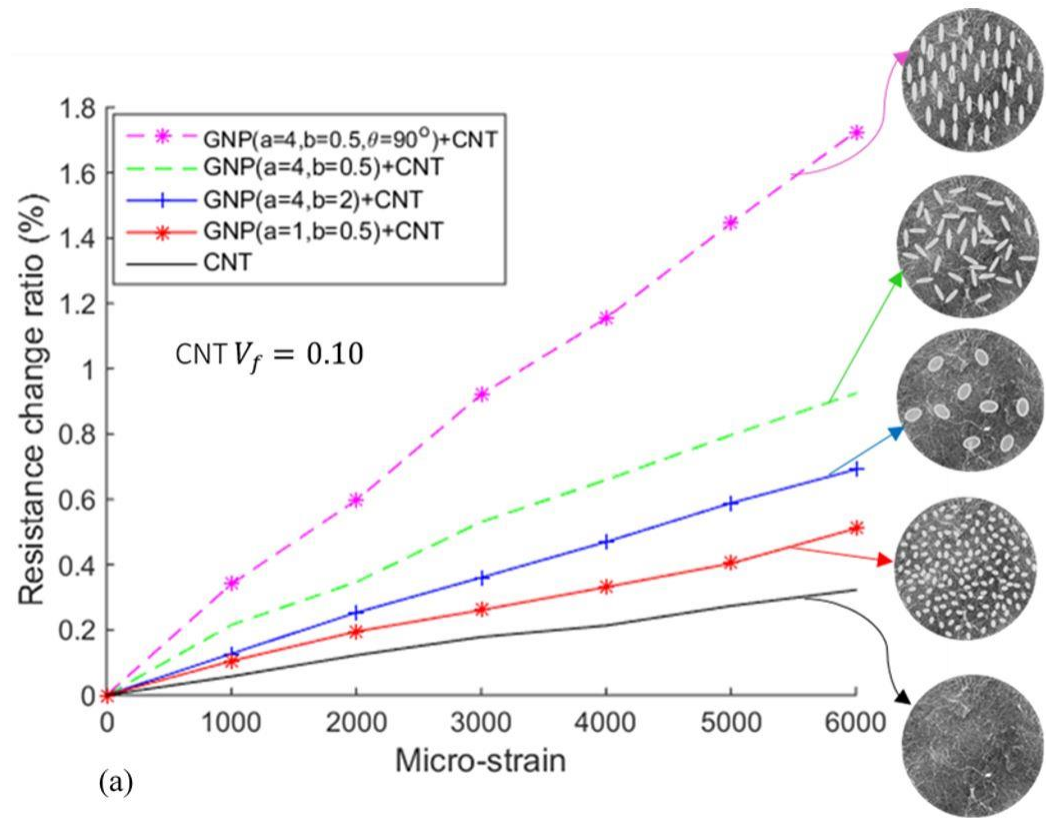 1.8
1.6
1.4
1.2
1
0.8
0.6
0.4
0.2
0
Resistance change ratio (%)
GNP(a=4,b=0.5,θ=90°)+CNT
GNP(a=4,b=0.5)+CNT
GNP(a=4,b=2)+CNT
GNP(a=1,b=0.5)+CNT
CNT
CNT V_f = 0.10
0 1000 2000 3000 4000 5000 6000
Micro-strain
(a)